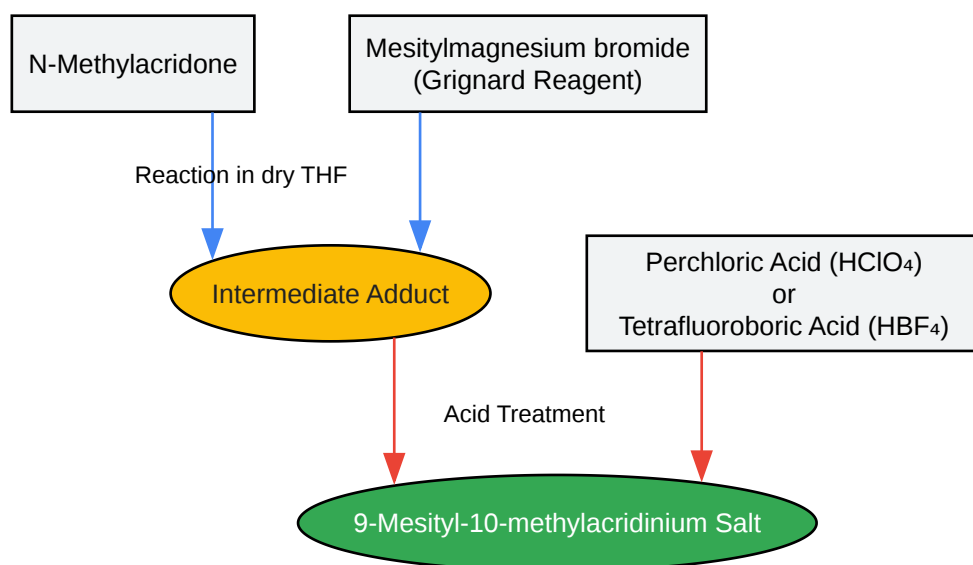 N-Methylacridone
Mesitylmagnesium bromide
(Grignard Reagent)
Reaction in dry THF
Intermediate Adduct
Perchloric Acid (HClO₄)
or
Tetrafluoroboric Acid (HBF₄)
Acid Treatment
9-Mesityl-10-methylacridinium Salt